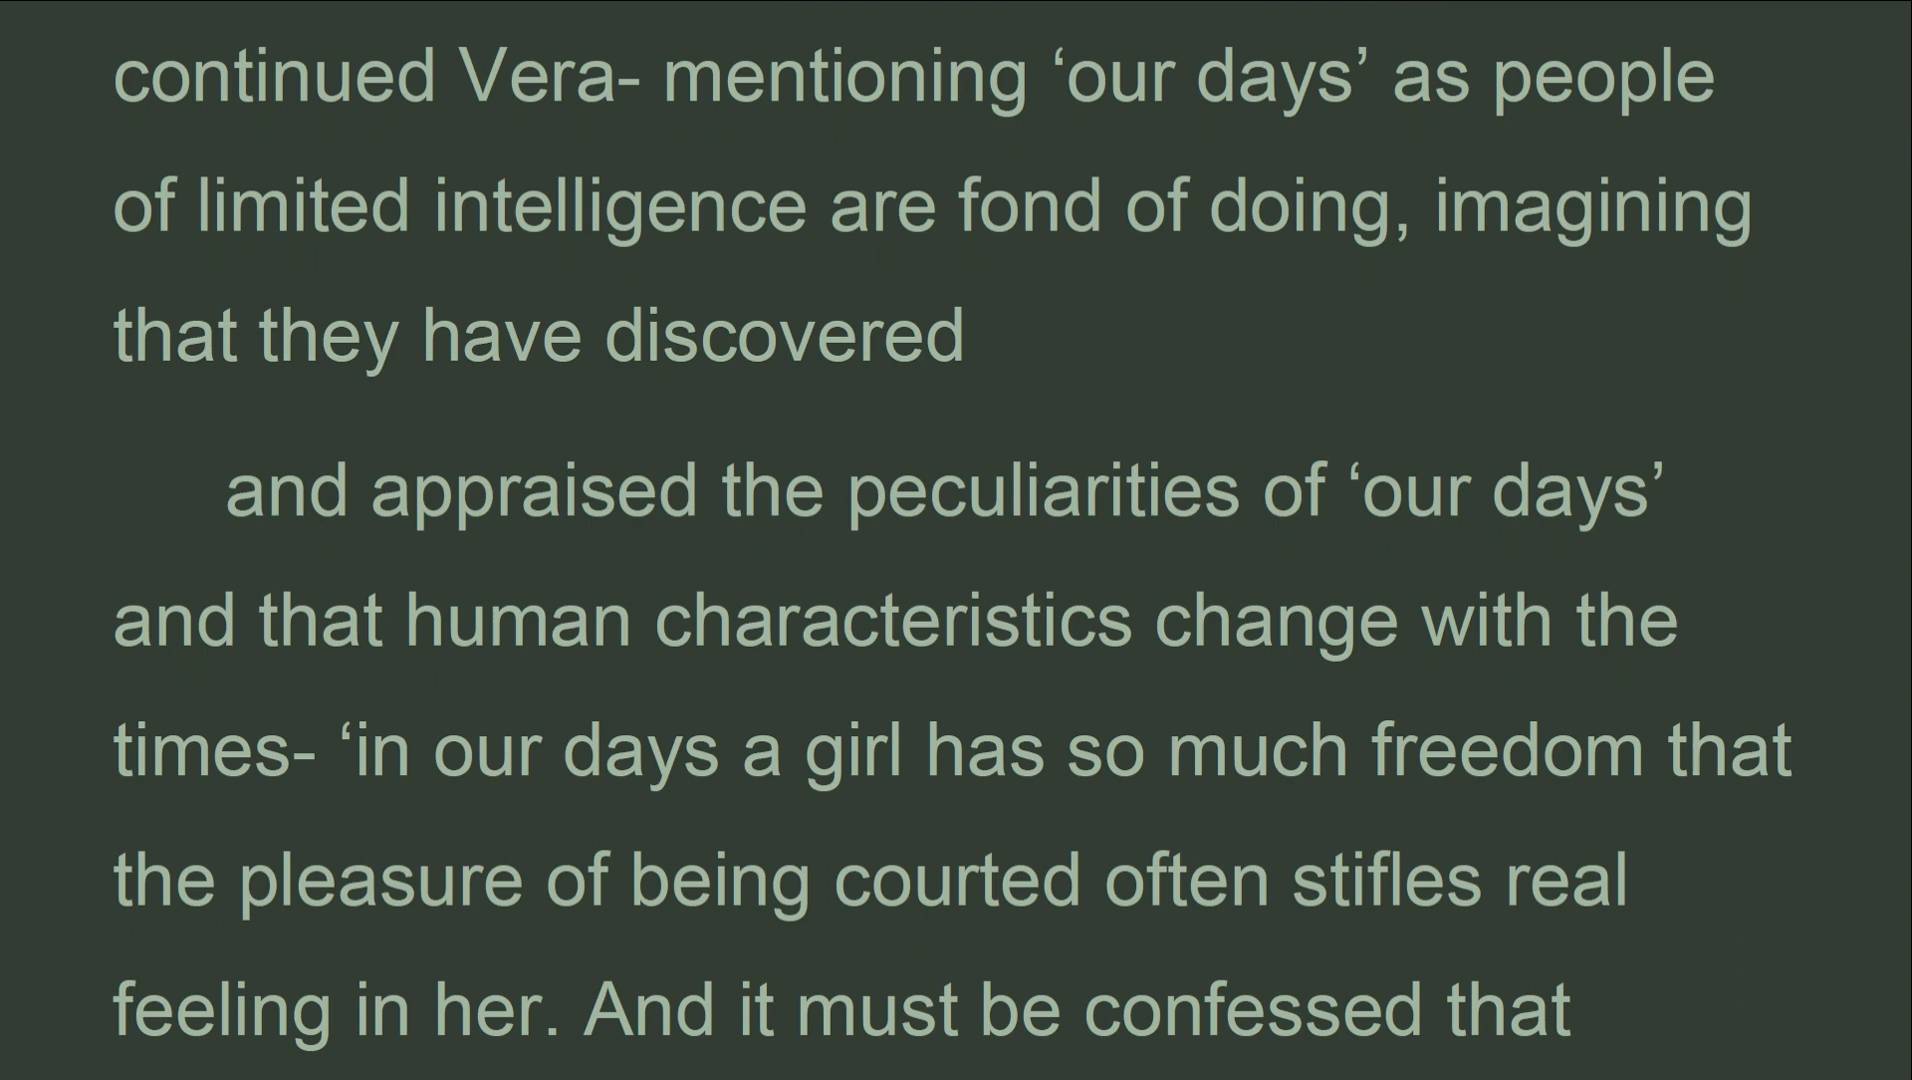 continued Vera- mentioning ‘our days’ as people
of limited intelligence are fond of doing, imagining
that they have discovered
and appraised the peculiarities of ‘our days’
and that human characteristics change with the
times- ‘in our days a girl has so much freedom that
the pleasure of being courted often stifles real
feeling in her. And it must be confessed that